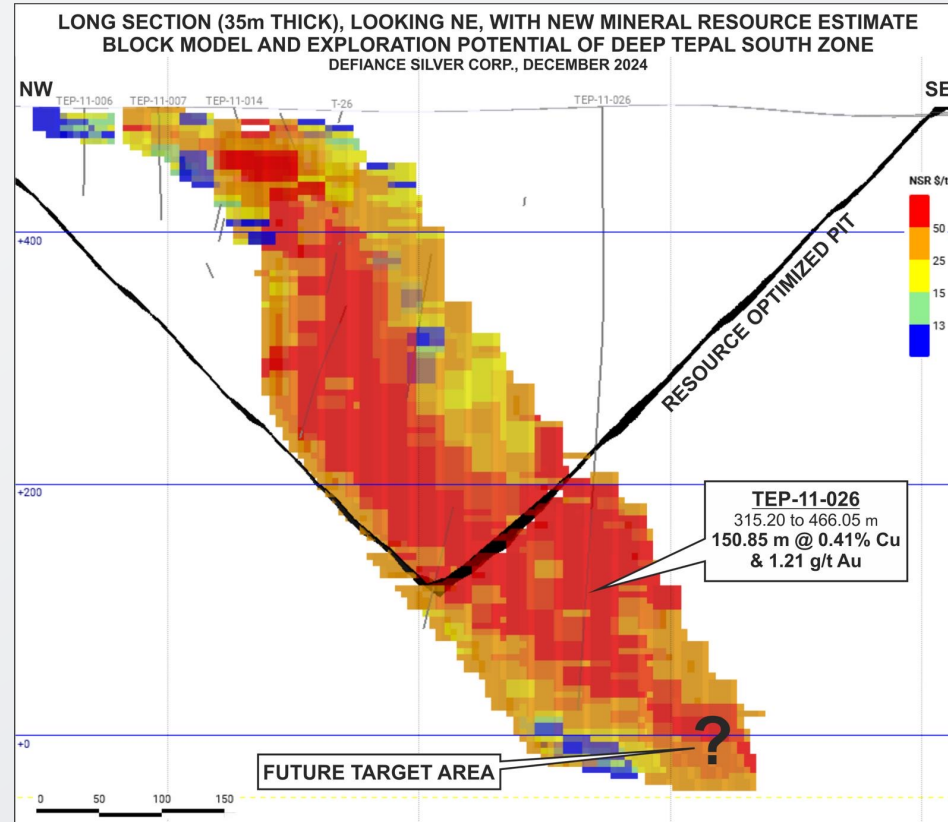 LONG SECTION (35m THICK), LOOKING NE, WITH NEW MINERAL RESOURCE ESTIMATE
BLOCK MODEL AND EXPLORATION POTENTIAL OF DEEP TEPAL SOUTH ZONE
DEFIANCE SILVER CORP., DECEMBER 2024
NW
SE
TEP-11-006
TEP-11-007
TEP-11-014
T-26
TEP-11-026
NSR $/t
50
25
15
13
+400
RESOURCE OPTIMIZED PIT
+200
TEP-11-026
315.20 to 466.05 m
150.85 m @ 0.41% Cu
& 1.21 g/t Au
+0
?
FUTURE TARGET AREA
0 50 100 150